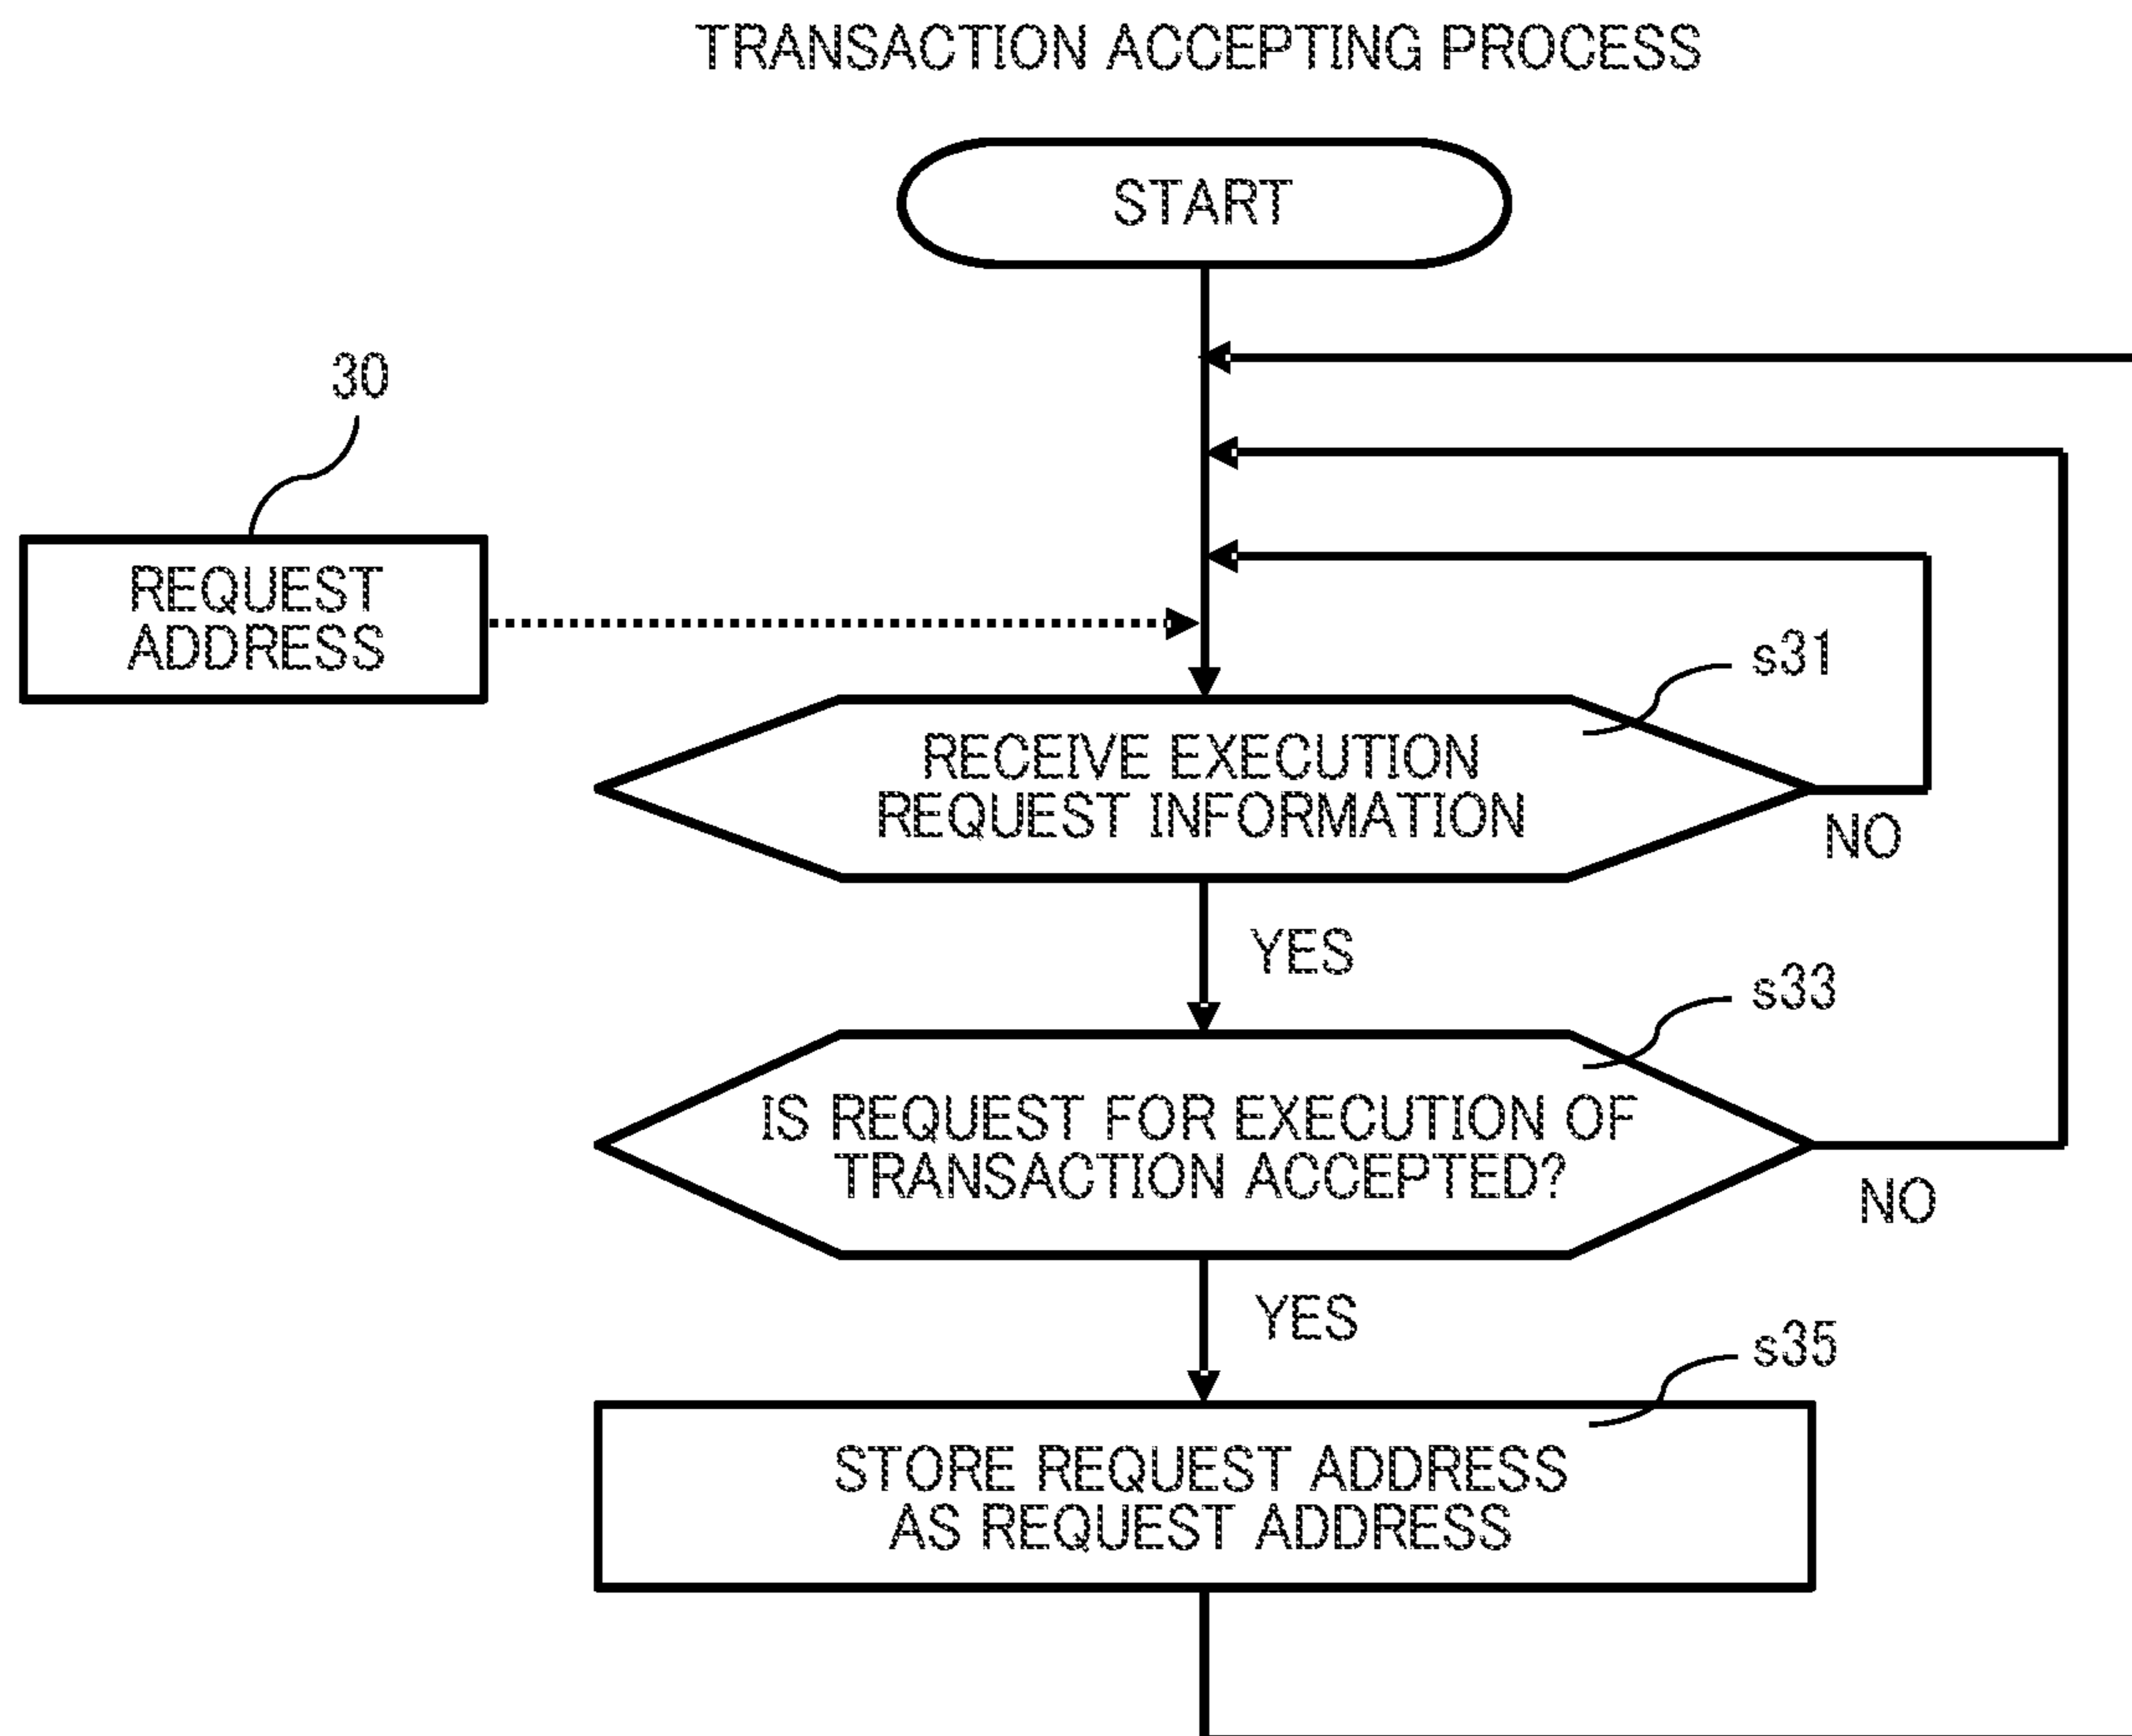 TRANSACTION ACCEPTING PROCESS
START
30
REQUEST
ADDRESS
s31
RECEIVE EXECUTION
REQUEST INFORMATION
NO
YES
s33
IS REQUEST FOR EXECUTION OF
TRANSACTION ACCEPTED?
NO
YES
s35
STORE REQUEST ADDRESS
AS REQUEST ADDRESS